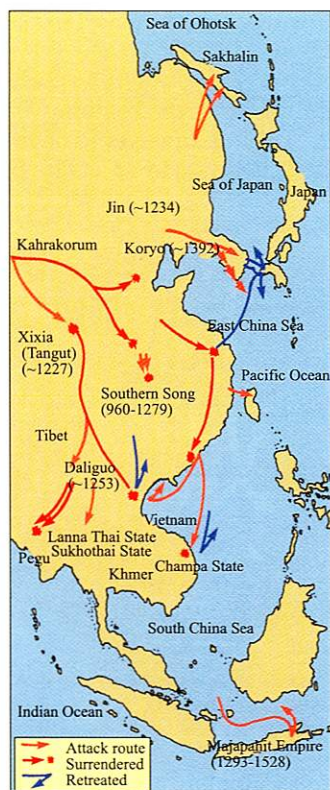 Sea of Ohotsk
Sakhalin
Sea of Japan
Japan
Jin (~1234)
Koryo (~1392)
Kahrakorum
East China Sea
Xixia
(Tangut)
(~1227)
Pacific Ocean
Southern Song
(960-1279)
Tibet
Daliguo
(~1253)
Vietnam
Lanna Thai State
Sukhothai State
Pegu
Khmer
Champa State
South China Sea
Indian Ocean
Majapahit Empire
(1293-1528)
Attack route
Surrendered
Retreated